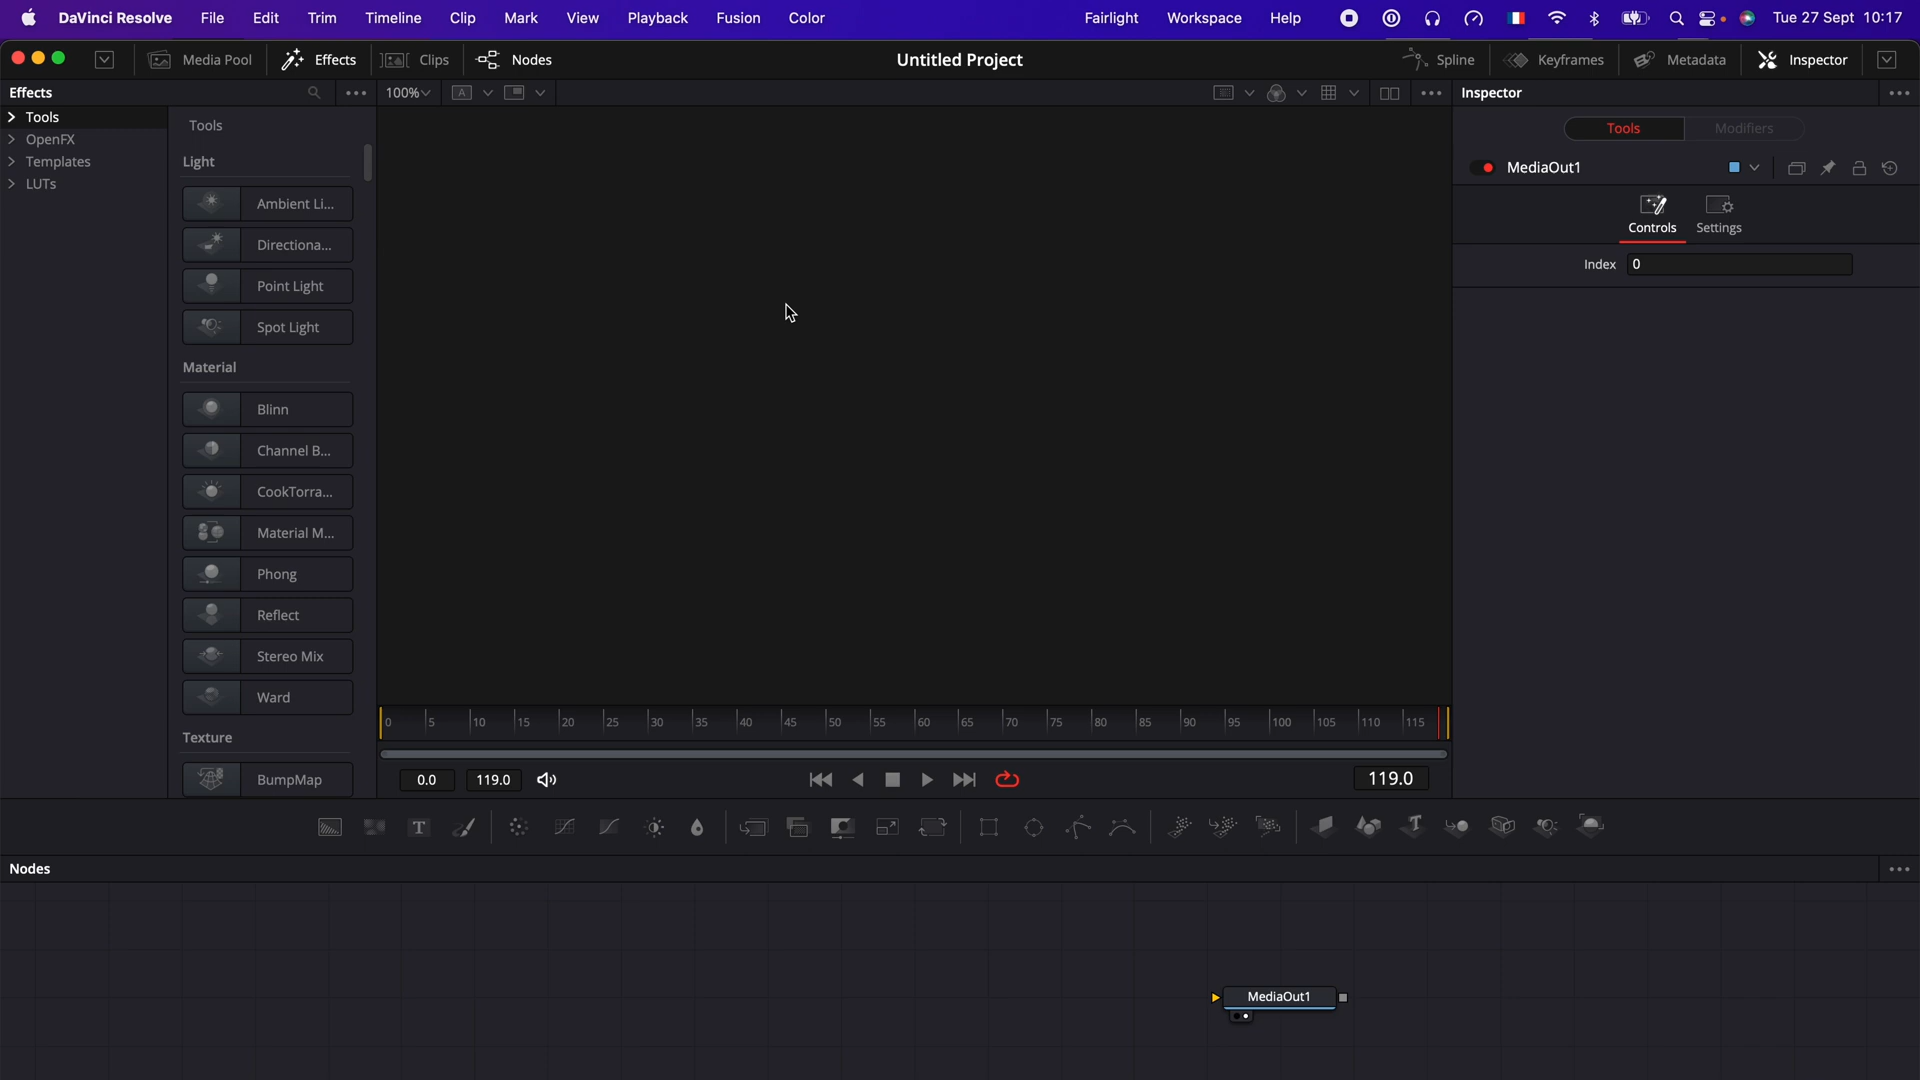 DaVinci Resolve File Edit Trim Timeline Clip Mark View Playback Fusion Color Fairlight Workspace Help Tue 27 Sept 10:17
Media Pool Effects Clips Nodes Untitled Project Spline Keyframes Metadata Inspector
Effects 100% A Inspector
Tools
OpenFX
Templates
LUTs
Tools
Light
Ambient Li...
Directiona...
Point Light
Spot Light
Material
Blinn
Channel B...
CookTorra...
Material M...
Phong
Reflect
Stereo Mix
Ward
Texture
BumpMap
0 5 10 15 20 25 30 35 40 45 50 55 60 65 70 75 80 85 90 95 100 105 110 115
0.0 119.0 119.0
Tools Modifiers
MediaOut1
Controls Settings
Index 0
T T
Nodes
MediaOut1